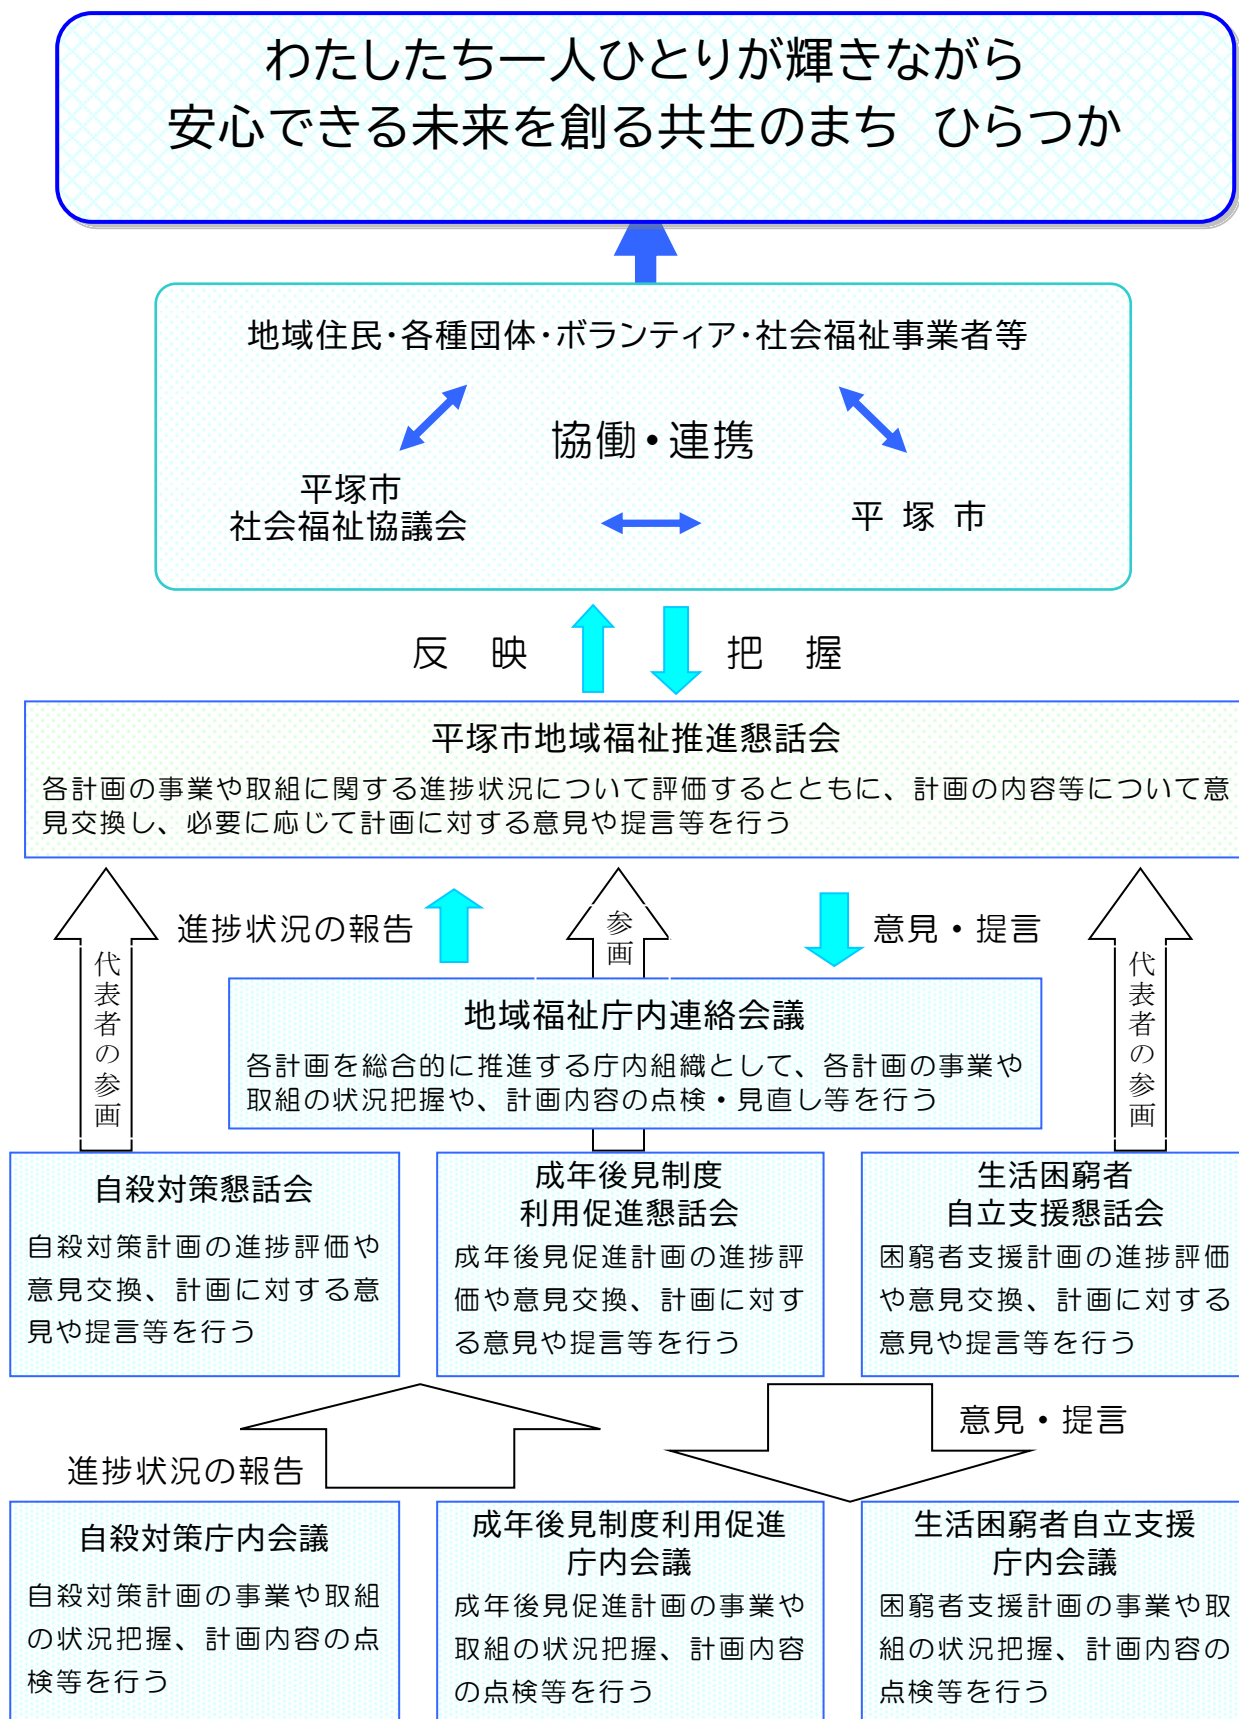 わたしたち一人ひとりが輝きながら
安心できる未来を創る共生のまち ひらつか
地域住民・各種団体・ボランティア・社会福祉事業者等
協働・連携
平塚市
社会福祉協議会
平 塚 市
反 映
把 握
平塚市地域福祉推進懇話会
各計画の事業や取組に関する進捗状況について評価するとともに、計画の内容等について意
見交換し、必要に応じて計画に対する意見や提言等を行う
代表者の参画
進捗状況の報告
参画
意見・提言
代表者の参画
地域福祉庁内連絡会議
各計画を総合的に推進する庁内組織として、各計画の事業や
取組の状況把握や、計画内容の点検・見直し等を行う
自殺対策懇話会
自殺対策計画の進捗評価や
意見交換、計画に対する意
見や提言等を行う
成年後見制度
利用促進懇話会
成年後見促進計画の進捗評
価や意見交換、計画に対す
る意見や提言等を行う
生活困窮者
自立支援懇話会
困窮者支援計画の進捗評価
や意見交換、計画に対する
意見や提言等を行う
進捗状況の報告
意見・提言
自殺対策庁内会議
自殺対策計画の事業や取組
の状況把握、計画内容の点
検等を行う
成年後見制度利用促進
庁内会議
成年後見促進計画の事業や
取組の状況把握、計画内容
の点検等を行う
生活困窮者自立支援
庁内会議
困窮者支援計画の事業や取
組の状況把握、計画内容の
点検等を行う